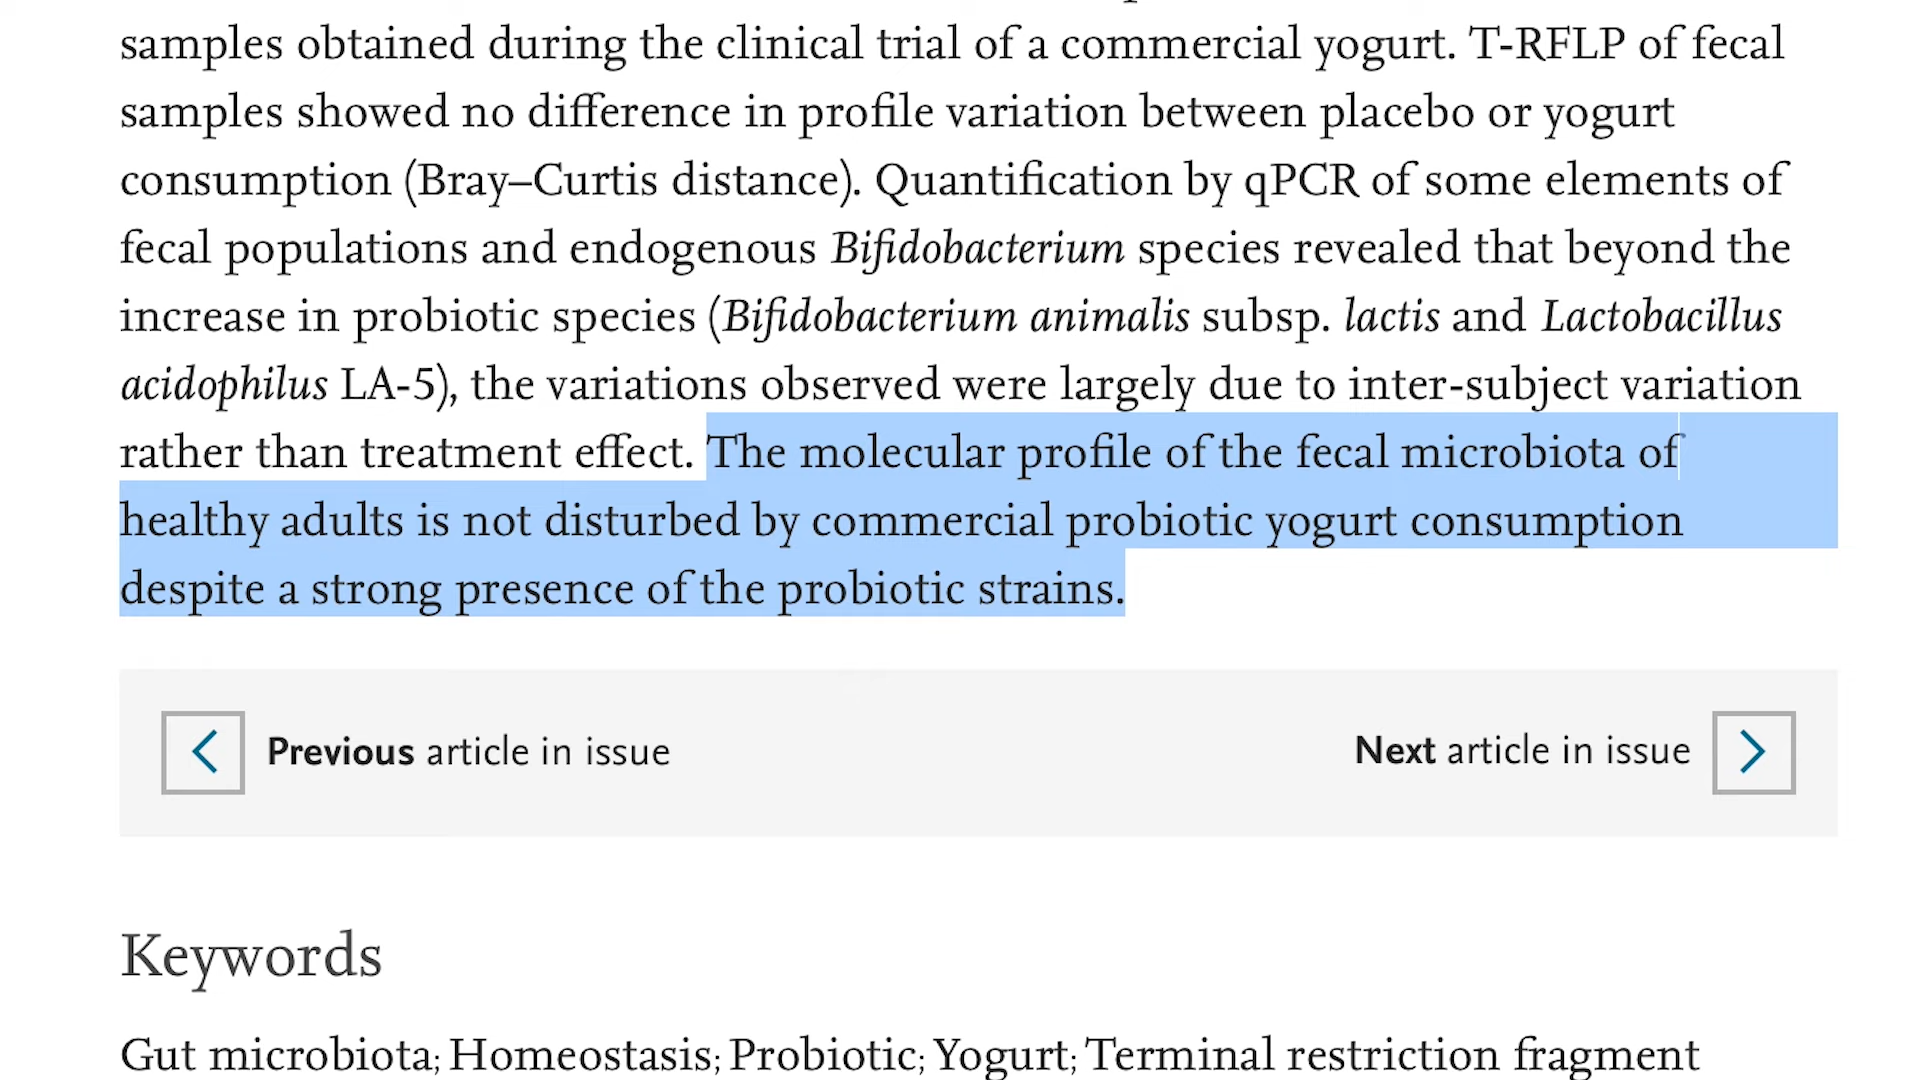 samples obtained during the clinical trial of a commercial yogurt. T-RFLP of fecal
samples showed no difference in profile variation between placebo or yogurt
consumption (Bray–Curtis distance). Quantification by qPCR of some elements of
fecal populations and endogenous Bifidobacterium species revealed that beyond the
increase in probiotic species (Bifidobacterium animalis subsp. lactis and Lactobacillus
acidophilus LA-5), the variations observed were largely due to inter-subject variation
rather than treatment effect. The molecular profile of the fecal microbiota of
healthy adults is not disturbed by commercial probiotic yogurt consumption
despite a strong presence of the probiotic strains.
Previous article in issue
Next article in issue
Keywords
Gut microbiota; Homeostasis; Probiotic; Yogurt; Terminal restriction fragment